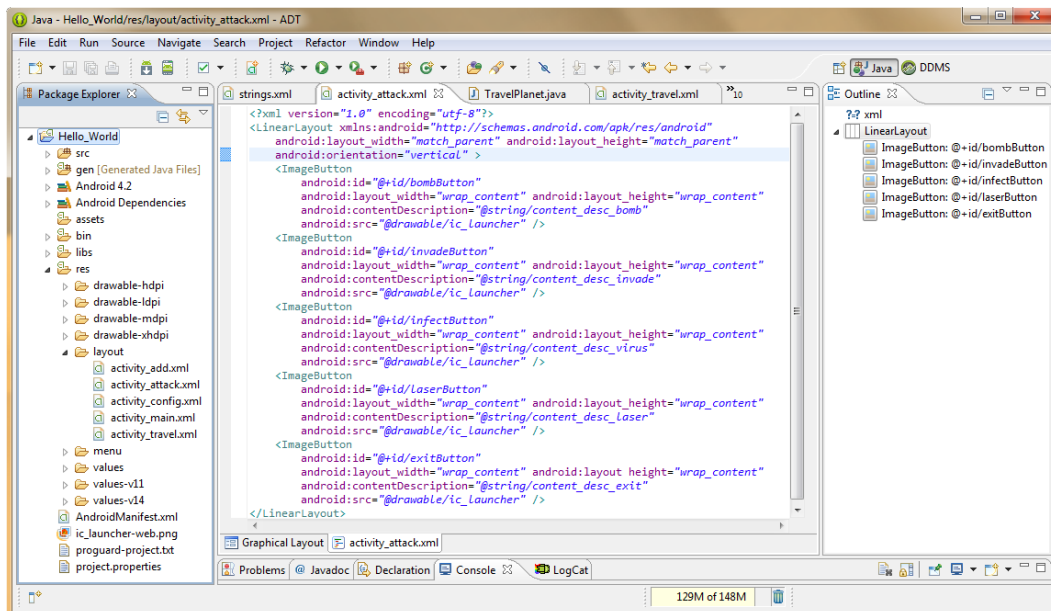 Java - Hello_World/res/layout/activity_attack.xml - ADT
File Edit Run Source Navigate Search Project Refactor Window Help
Java DDMS
Package Explorer
Hello_World
src
gen [Generated Java Files]
Android 4.2
Android Dependencies
assets
bin
libs
res
drawable-hdpi
drawable-ldpi
drawable-mdpi
drawable-xhdpi
layout
activity_add.xml
activity_attack.xml
activity_config.xml
activity_main.xml
activity_travel.xml
menu
values
values-v11
values-v14
AndroidManifest.xml
ic_launcher-web.png
proguard-project.txt
project.properties
strings.xml activity_attack.xml TravelPlanet.java activity_travel.xml »10
<?xml version="1.0" encoding="utf-8"?>
<LinearLayout xmlns:android="http://schemas.android.com/apk/res/android"
android:layout_width="match_parent" android:layout_height="match_parent"
android:orientation="vertical" >
<ImageButton
android:id="@+id/bombButton"
android:layout_width="wrap_content" android:layout_height="wrap_content"
android:contentDescription="@string/content_desc_bomb"
android:src="@drawable/ic_launcher" />
<ImageButton
android:id="@+id/invadeButton"
android:layout_width="wrap_content" android:layout_height="wrap_content"
android:contentDescription="@string/content_desc_invade"
android:src="@drawable/ic_launcher" />
<ImageButton
android:id="@+id/infectButton"
android:layout_width="wrap_content" android:layout_height="wrap_content"
android:contentDescription="@string/content_desc_virus"
android:src="@drawable/ic_launcher" />
<ImageButton
android:id="@+id/laserButton"
android:layout_width="wrap_content" android:layout_height="wrap_content"
android:contentDescription="@string/content_desc_laser"
android:src="@drawable/ic_launcher" />
<ImageButton
android:id="@+id/exitButton"
android:layout_width="wrap_content" android:layout_height="wrap_content"
android:contentDescription="@string/content_desc_exit"
android:src="@drawable/ic_launcher" />
</LinearLayout>
Graphical Layout activity_attack.xml
Outline
xml
LinearLayout
ImageButton: @+id/bombButton
ImageButton: @+id/invadeButton
ImageButton: @+id/infectButton
ImageButton: @+id/laserButton
ImageButton: @+id/exitButton
Problems Javadoc Declaration Console LogCat
129M of 148M